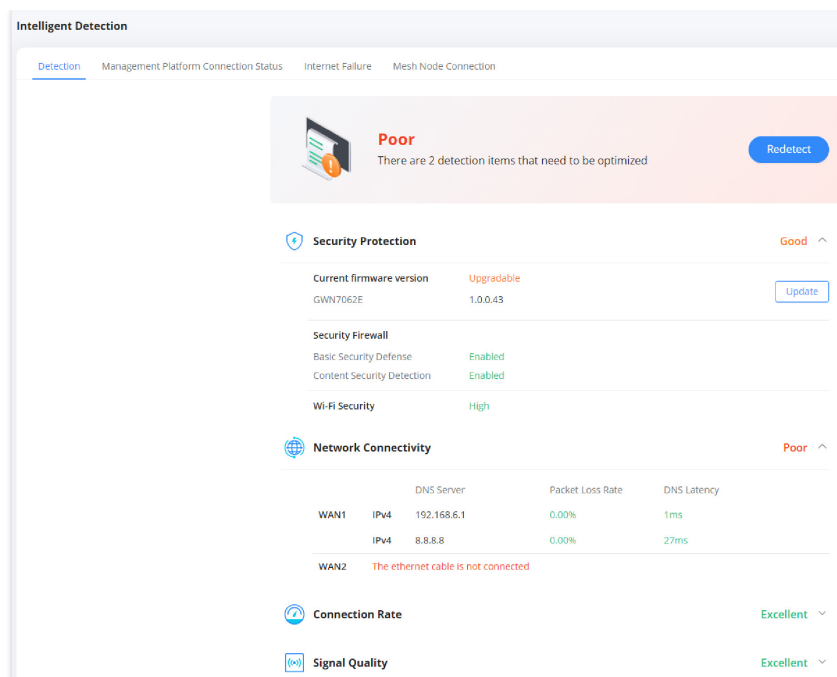 Intelligent Detection
Detection Management Platform Connection Status Internet Failure Mesh Node Connection
Poor
There are 2 detection items that need to be optimized
Redetect
Security Protection Good
Current firmware version Upgradable
GWN7062E 1.0.0.43 Update
Security Firewall
Basic Security Defense Enabled
Content Security Detection Enabled
Wi-Fi Security High
Network Connectivity Poor
DNS Server Packet Loss Rate DNS Latency
WAN1 IPv4 192.168.6.1 0.00% 1ms
IPv4 8.8.8.8 0.00% 27ms
WAN2 The ethernet cable is not connected
Connection Rate Excellent
Signal Quality Excellent